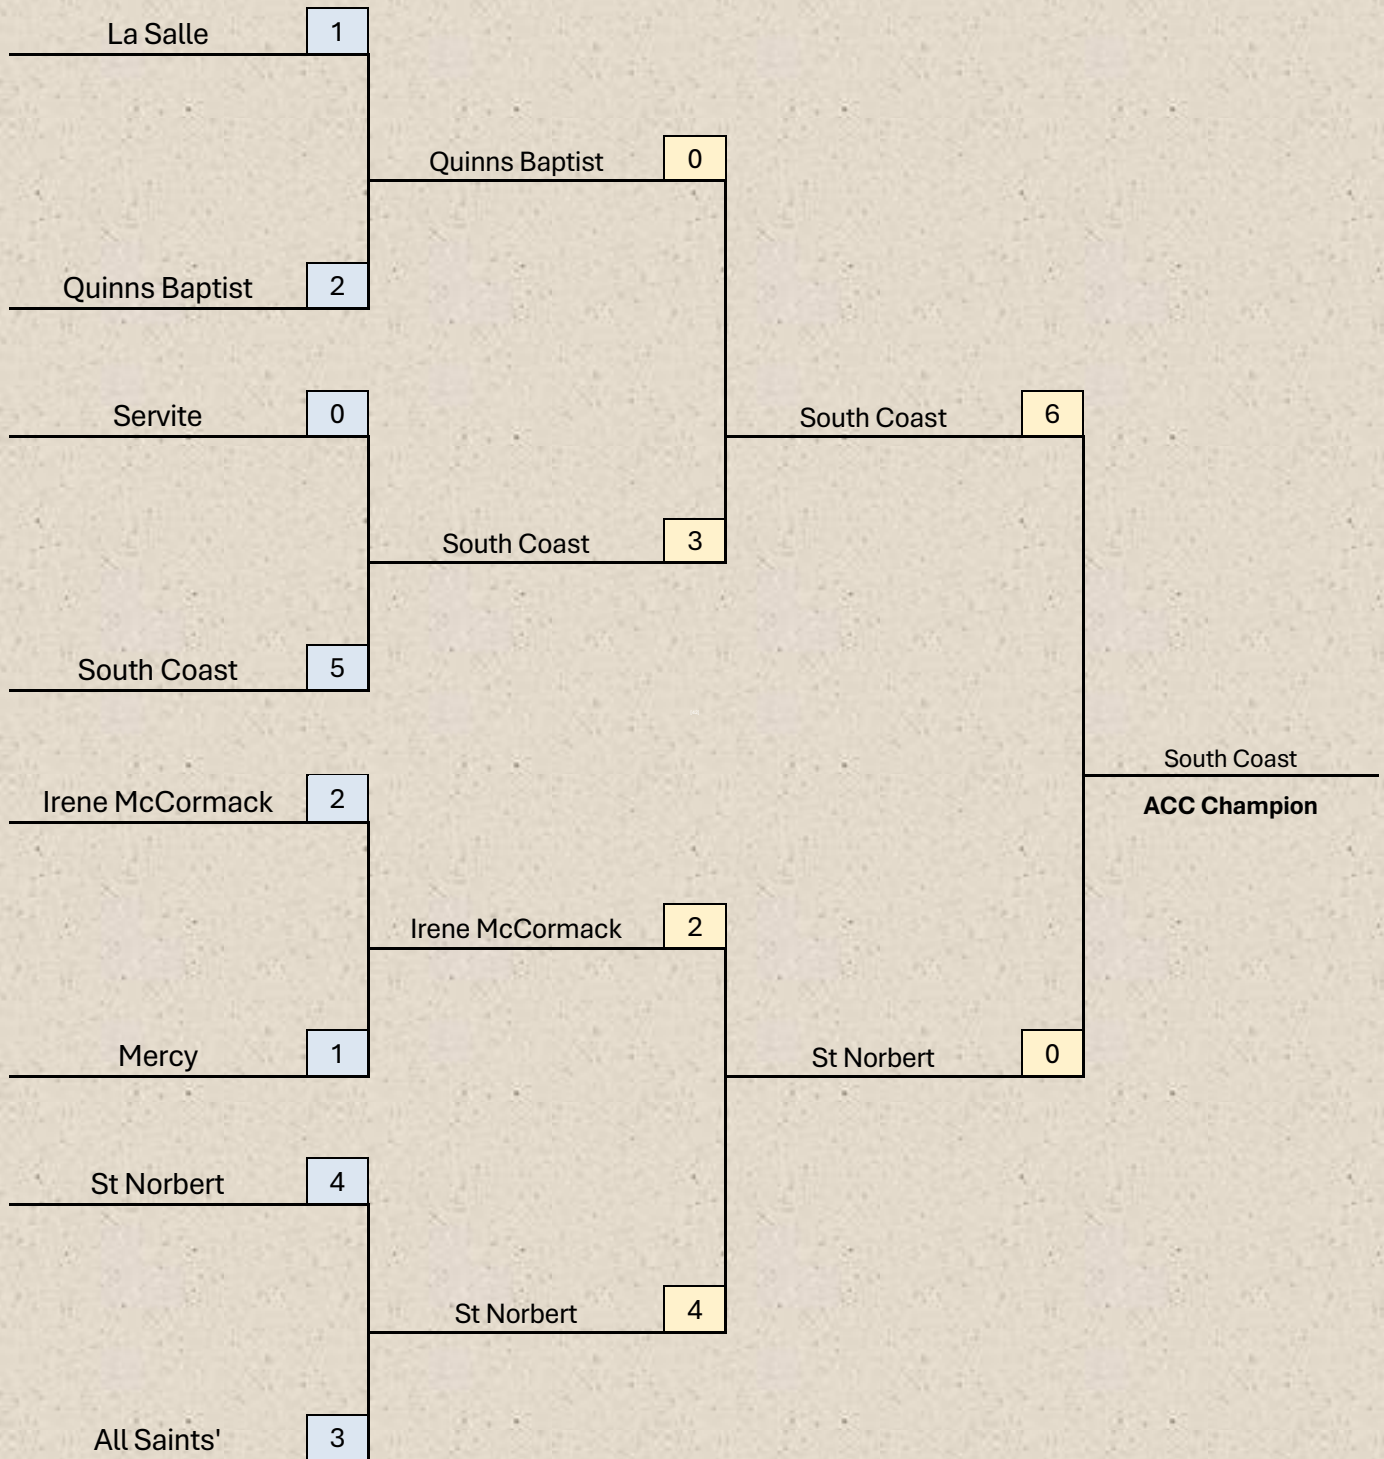 La Salle 1
Quinns Baptist 0
Quinns Baptist 2
Servite 0
South Coast 6
South Coast 3
South Coast 5
South Coast
ACC Champion
Irene McCormack 2
Irene McCormack 2
Mercy 1
St Norbert 0
St Norbert 4
St Norbert 4
All Saints' 3